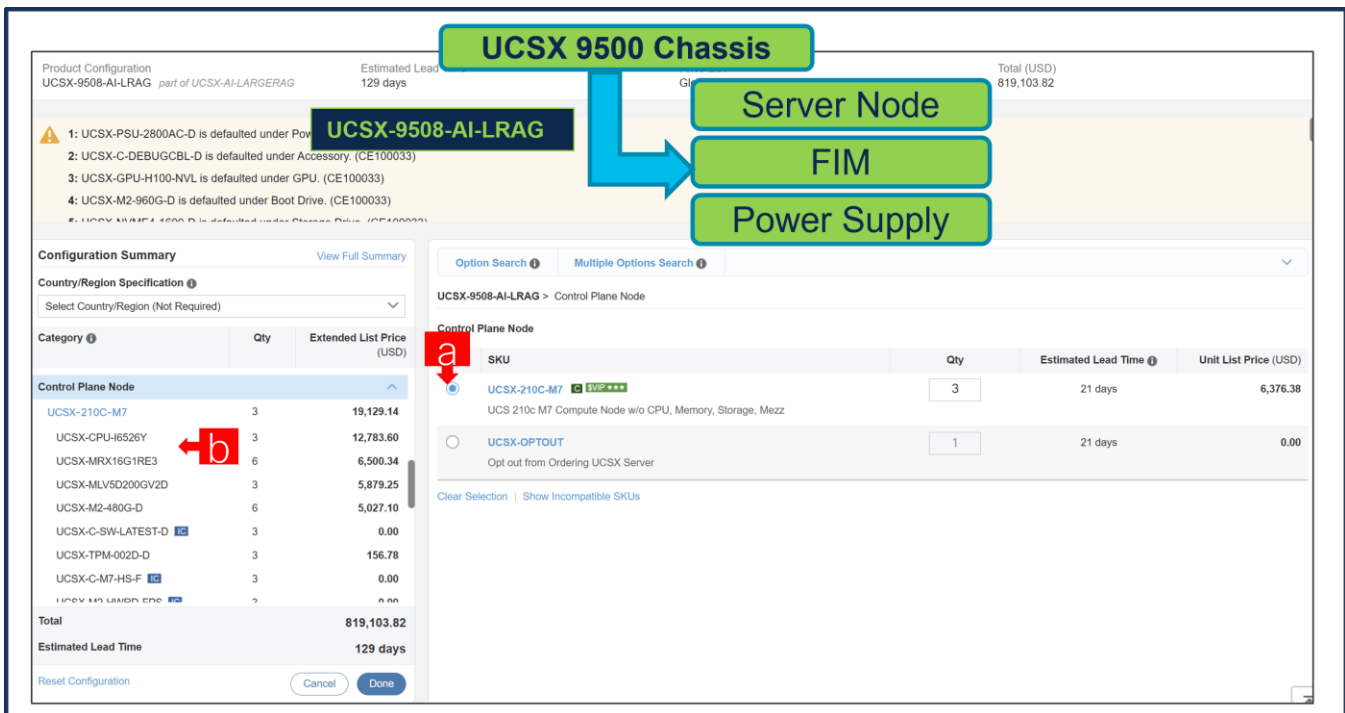 UCSX 9500 Chassis
Product Configuration
UCSX-9508-AI-LRAG part of UCSX-AI-LARGERAG
Estimated Lead
129 days
Total (USD)
819,103.82
Server Node
FIM
Power Supply
UCSX-9508-AI-LRAG
1: UCSX-PSU-2800AC-D is defaulted under
2: UCSX-C-DEBUGCBL-D is defaulted under Accessory. (CE100033)
3: UCSX-GPU-H100-NVL is defaulted under GPU. (CE100033)
4: UCSX-M2-960G-D is defaulted under Boot Drive. (CE100033)
Configuration Summary
View Full Summary
Country/Region Specification
Select Country/Region (Not Required)
Category Qty Extended List Price
(USD)
Control Plane Node
UCSX-210C-M7 3 19,129.14
UCSX-CPU-I6526Y 3 12,783.60
b
UCSX-MRX16G1RE3 6 6,500.34
UCSX-MLV5D200GV2D 3 5,879.25
UCSX-M2-480G-D 6 5,027.10
UCSX-C-SW-LATEST-D IC 3 0.00
UCSX-TPM-002D-D 3 156.78
UCSX-C-M7-HS-F IC 3 0.00
Total 819,103.82
Estimated Lead Time 129 days
Reset Configuration Cancel Done
Option Search Multiple Options Search
UCSX-9508-AI-LRAG > Control Plane Node
Control Plane Node
a
SKU Qty Estimated Lead Time Unit List Price (USD)
UCSX-210C-M7 C $VIP ★★★ 3 21 days 6,376.38
UCS 210c M7 Compute Node w/o CPU, Memory, Storage, Mezz
UCSX-OPTOUT 1 21 days 0.00
Opt out from Ordering UCSX Server
Clear Selection | Show Incompatible SKUs